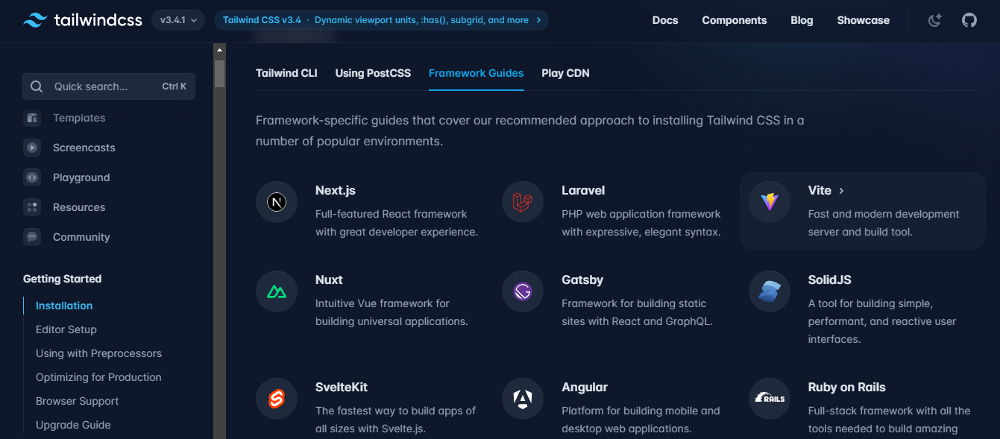 tailwindcss
v3.4.1
Tailwind CSS v3.4 · Dynamic viewport units, :has(), subgrid, and more
Docs
Components
Blog
Showcase
Quick search...
Ctrl K
Templates
Screencasts
Playground
Resources
Community
Getting Started
Installation
Editor Setup
Using with Preprocessors
Optimizing for Production
Browser Support
Upgrade Guide
Tailwind CLI
Using PostCSS
Framework Guides
Play CDN
Framework-specific guides that cover our recommended approach to installing Tailwind CSS in a
number of popular environments.
Next.js
Full-featured React framework
with great developer experience.
Laravel
PHP web application framework
with expressive, elegant syntax.
Vite
Fast and modern development
server and build tool.
Nuxt
Intuitive Vue framework for
building universal applications.
Gatsby
Framework for building static
sites with React and GraphQL.
SolidJS
A tool for building simple,
performant, and reactive user
interfaces.
SvelteKit
The fastest way to build apps of
all sizes with Svelte.js.
Angular
Platform for building mobile and
desktop web applications.
RAILS
Ruby on Rails
Full-stack framework with all the
tools needed to build amazing